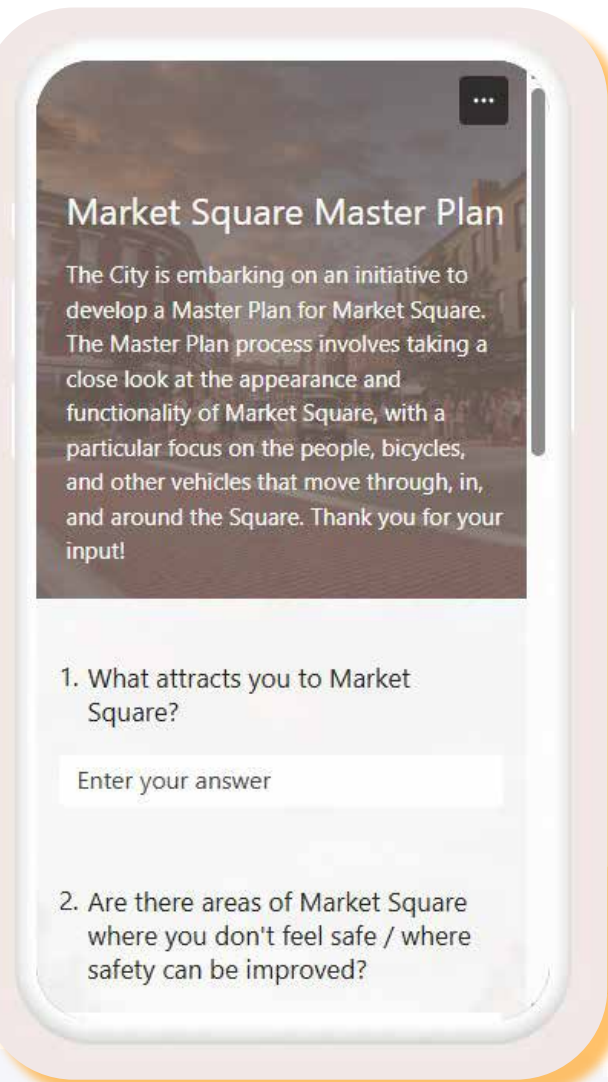 ...
Market Square Master Plan
The City is embarking on an initiative to
develop a Master Plan for Market Square.
The Master Plan process involves taking a
close look at the appearance and
functionality of Market Square, with a
particular focus on the people, bicycles,
and other vehicles that move through, in,
and around the Square. Thank you for your
input!
1. What attracts you to Market
Square?
Enter your answer
2. Are there areas of Market Square
where you don't feel safe / where
safety can be improved?